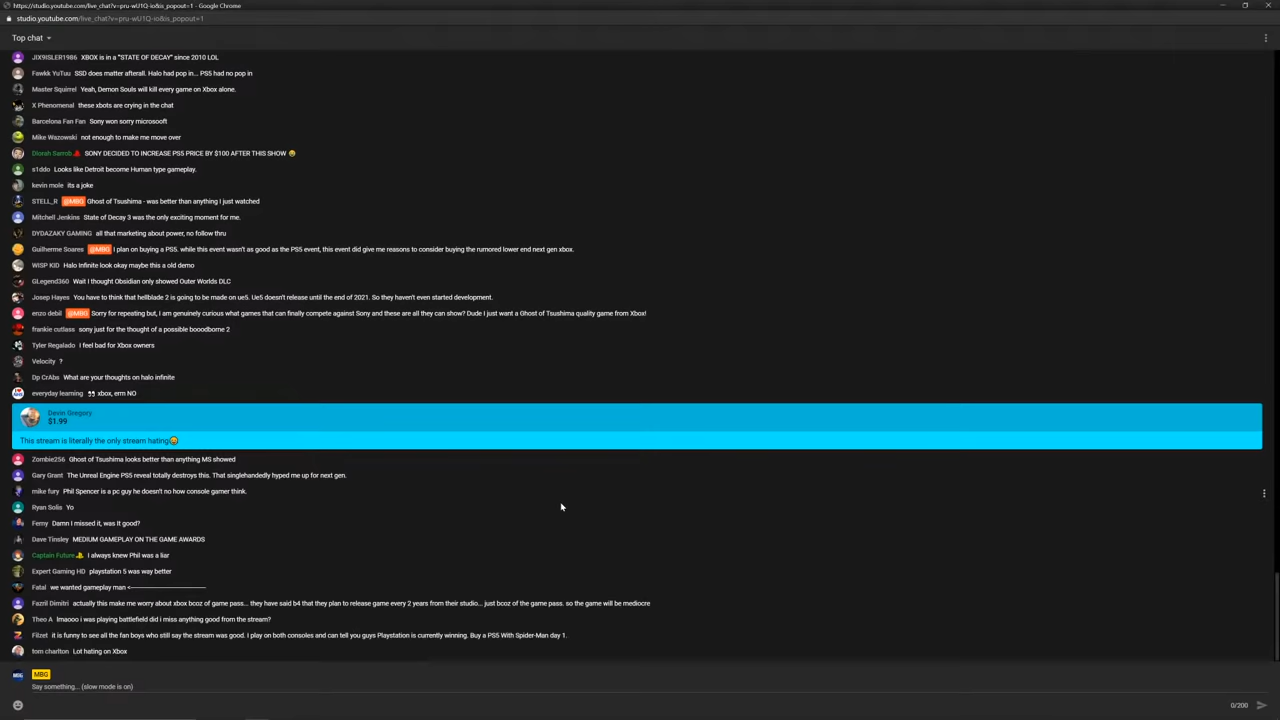 https://studio.youtube.com/live_chat?v=pru-wU1Q-io&is_popout=1 - Google Chrome
studio.youtube.com/live_chat?v=pru-wU1Q-io&is_popout=1
Top chat
JIX9ISLER1986 XBOX is in a "STATE OF DECAY" since 2010 LOL
Fawkk YuTuu SSD does matter afterall. Halo had pop in... PS5 had no pop in
Master Squirrel Yeah, Demon Souls will kill every game on Xbox alone.
X Phenomenal these xbots are crying in the chat
Barcelona Fan Fan Sony won sorry microsooft
Mike Wazowski not enough to make me move over
Diorah Sarrob SONY DECIDED TO INCREASE PS5 PRICE BY $100 AFTER THIS SHOW 😂
s1ddo Looks like Detroit become Human type gameplay.
kevin mole its a joke
STELL_R @MBG Ghost of Tsushima - was better than anything I just watched
Mitchell Jenkins State of Decay 3 was the only exciting moment for me.
DYDAZAKY GAMING all that marketing about power, no follow thru
Guilherme Soares @MBG I plan on buying a PS5. while this event wasn't as good as the PS5 event, this event did give me reasons to consider buying the rumored lower end next gen xbox.
WISP KID Halo Infinite look okay maybe this a old demo
GLegend360 Wait I thought Obsidian only showed Outer Worlds DLC
Josep Hayes You have to think that hellblade 2 is going to be made on ue5. Ue5 doesn't release until the end of 2021. So they haven't even started development.
enzo debil @MBG Sorry for repeating but, I am genuinely curious what games that can finally compete against Sony and these are all they can show? Dude I just want a Ghost of Tsushima quality game from Xbox!
frankie cutlass sony just for the thought of a possible booodborne 2
Tyler Regalado I feel bad for Xbox owners
Velocity ?
Dp CrAbs What are your thoughts on halo infinite
everyday learning 👀 xbox, erm NO
Devin Gregory
$1.99
This stream is literally the only stream hating😂
Zombie256 Ghost of Tsushima looks better than anything MS showed
Gary Grant The Unreal Engine PS5 reveal totally destroys this. That singlehandedly hyped me up for next gen.
mike fury Phil Spencer is a pc guy he doesn't no how console gamer think.
Ryan Solis Yo
Femy Damn I missed it, was it good?
Dave Tinsley MEDIUM GAMEPLAY ON THE GAME AWARDS
Captain Future I always knew Phil was a liar
Expert Gaming HD playstation 5 was way better
Fatal we wanted gameplay man <--------------------------------
Fazril Dimitri actually this make me worry about xbox bcoz of game pass... they have said b4 that they plan to release game every 2 years from their studio... just bcoz of the game pass. so the game will be mediocre
Theo A lmaooo i was playing battlefield did i miss anything good from the stream?
Flizet it is funny to see all the fan boys who still say the stream was good. I play on both consoles and can tell you guys Playstation is currently winning. Buy a PS5 With Spider-Man day 1.
tom charlton Lot hating on Xbox
MBG
Say something... (slow mode is on)
0/200